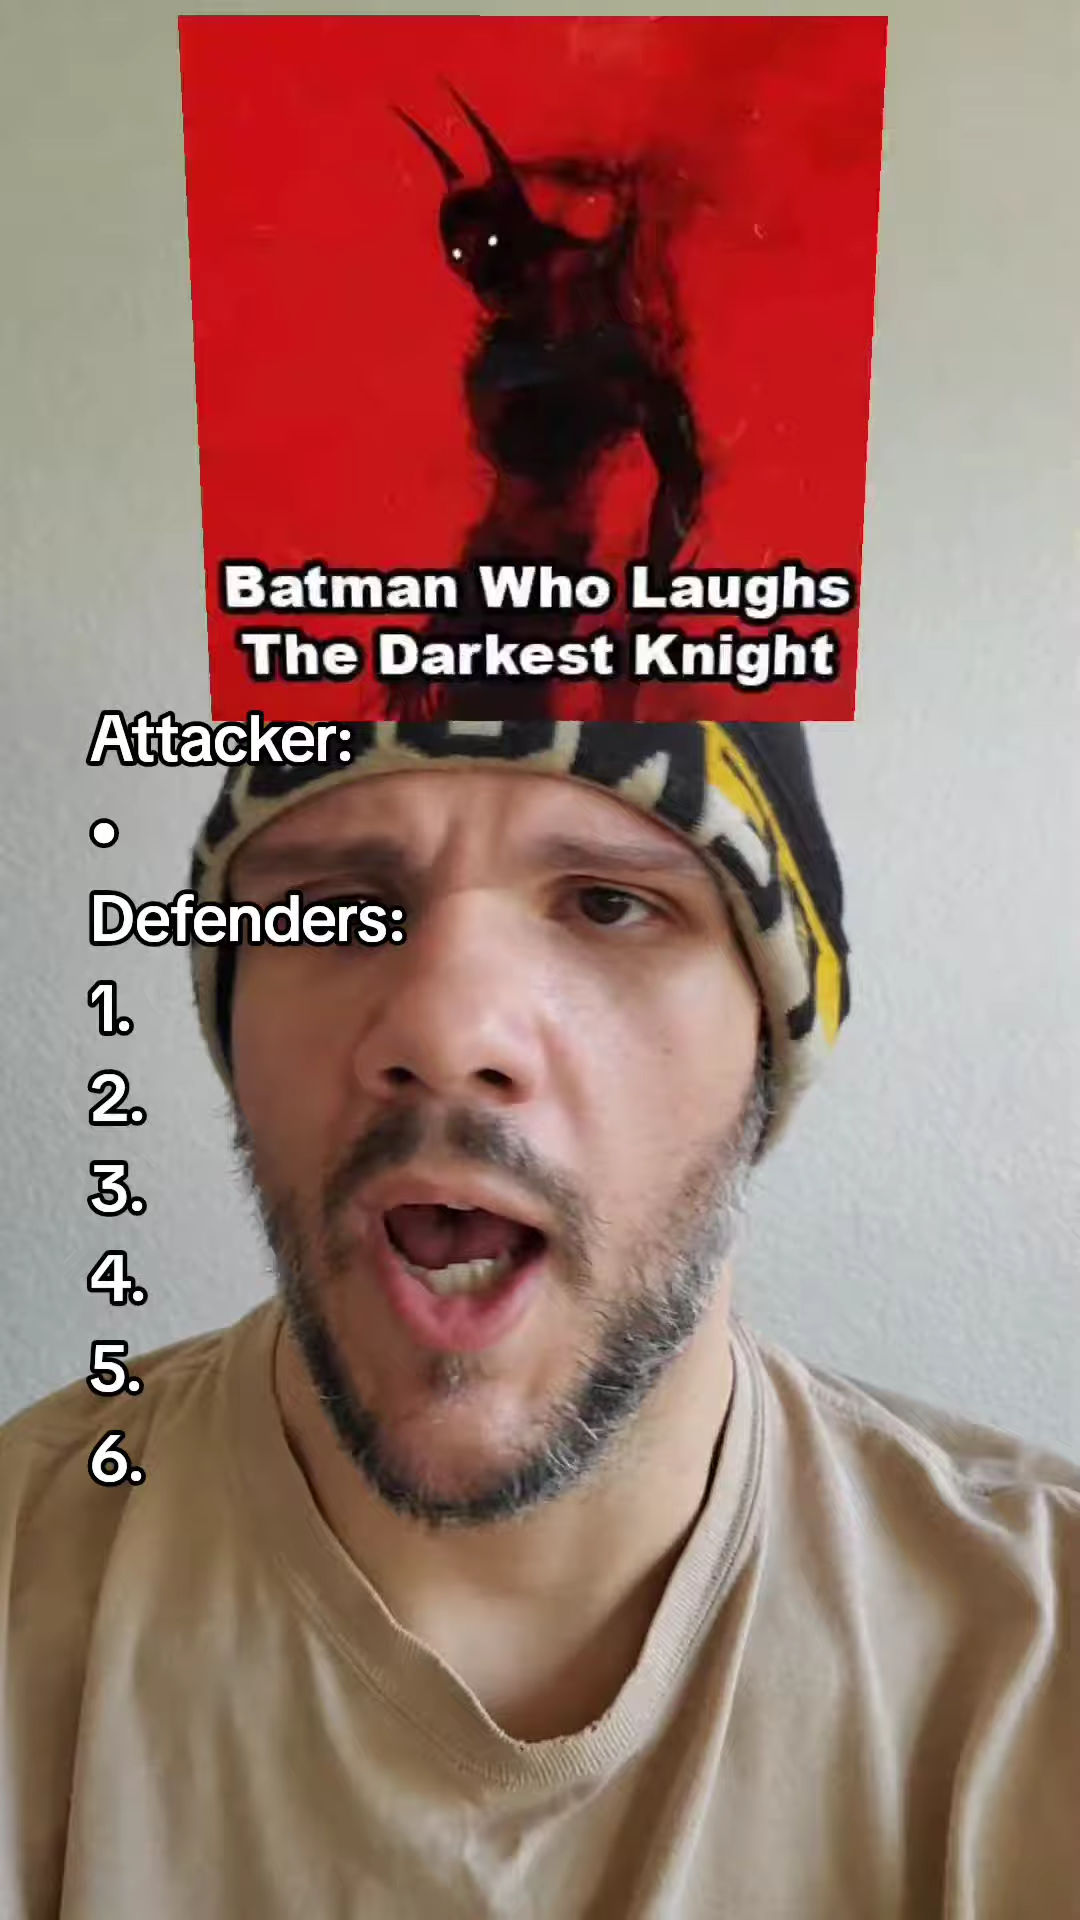 Batman Who Laughs
The Darkest Knight
Attacker:
•
Defenders:
1.
2.
3.
4.
5.
6.